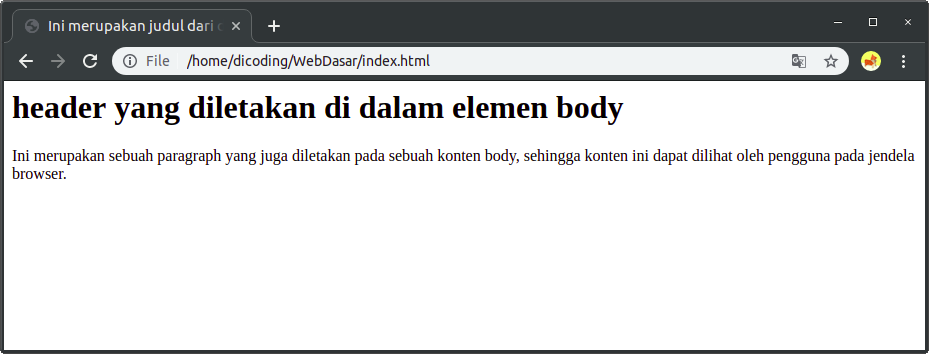 Ini merupakan judul dari
File /home/dicoding/WebDasar/index.html
header yang diletakan di dalam elemen body
Ini merupakan sebuah paragraph yang juga diletakan pada sebuah konten body, sehingga konten ini dapat dilihat oleh pengguna pada jendela
browser.